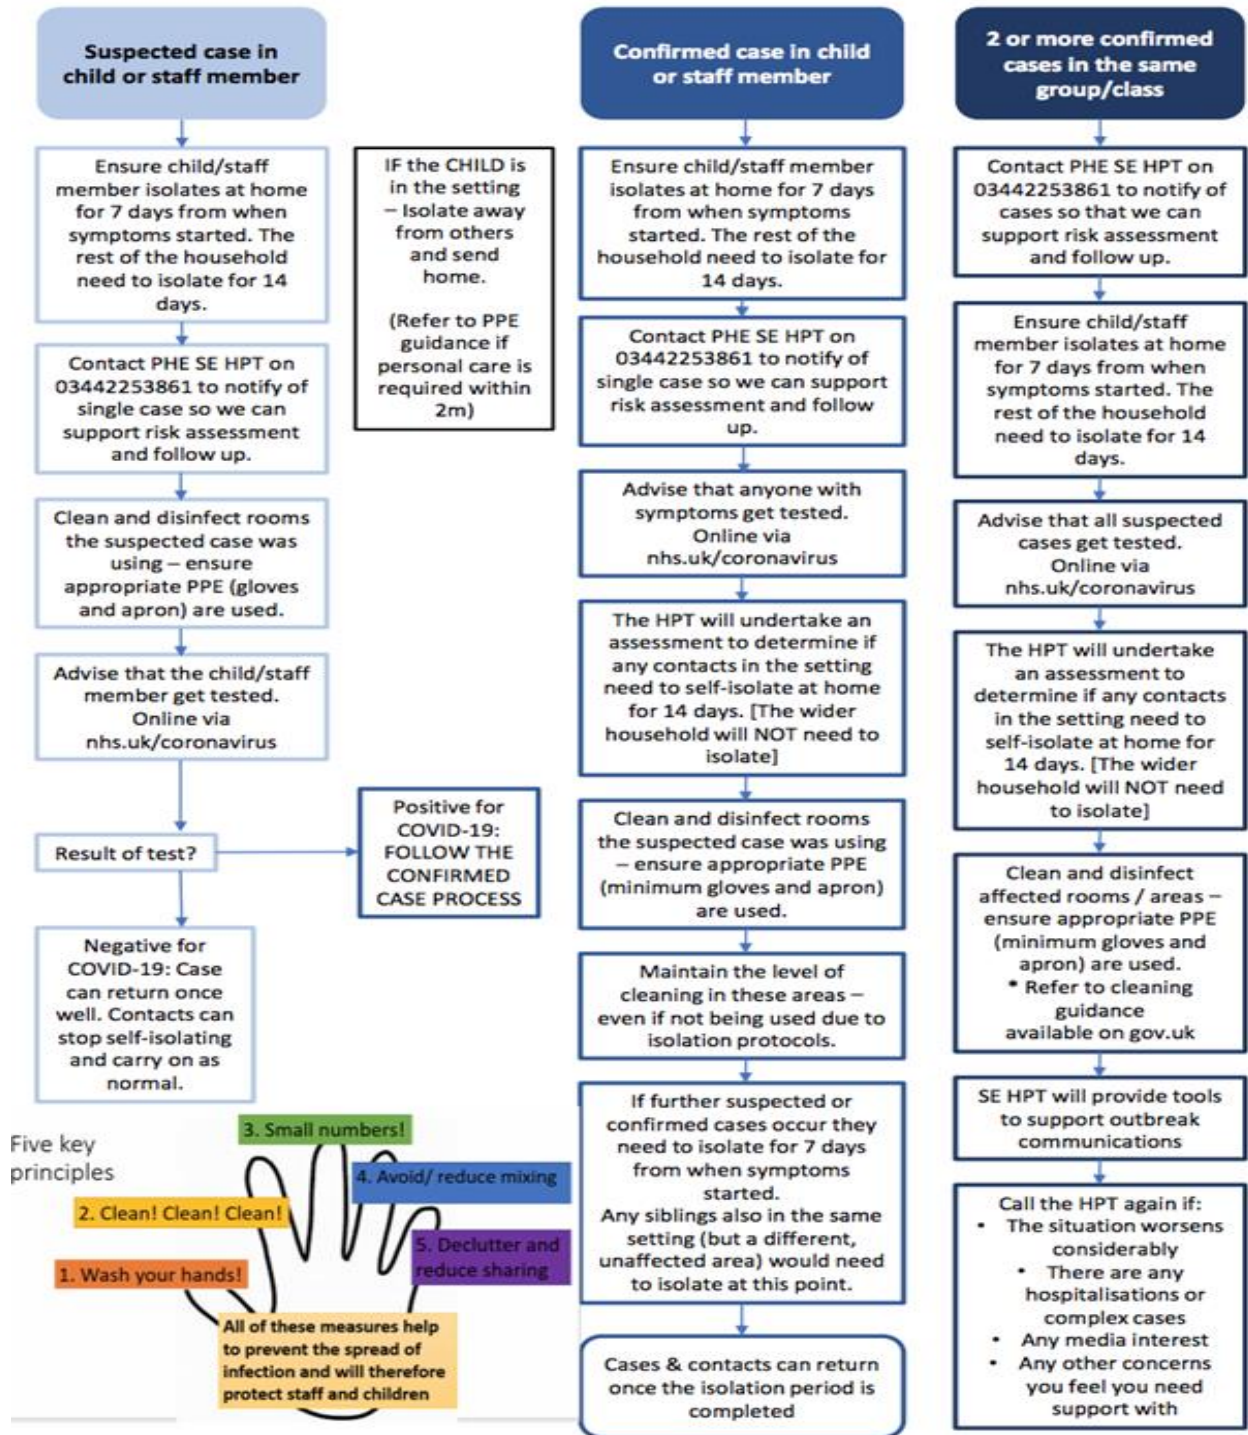 Suspected case in
child or staff member
Ensure child/staff
member isolates at home
for 7 days from when
symptoms started. The
rest of the household
need to isolate for 14
days.
Contact PHE SE HPT on
03442253861 to notify of
single case so we can
support risk assessment
and follow up.
Clean and disinfect rooms
the suspected case was
using – ensure
appropriate PPE (gloves
and apron) are used.
Advise that the child/staff
member get tested.
Online via
nhs.uk/coronavirus
Result of test?
Negative for
COVID-19: Case
can return once
well. Contacts can
stop self-isolating
and carry on as
normal.
IF the CHILD is
in the setting
– Isolate away
from others
and send
home.
(Refer to PPE
guidance if
personal care is
required within
2m)
Positive for
COVID-19:
FOLLOW THE
CONFIRMED
CASE PROCESS
Five key
principles
1. Wash your hands!
2. Clean! Clean! Clean!
3. Small numbers!
4. Avoid/ reduce mixing
5. Declutter and
reduce sharing
All of these measures help
to prevent the spread of
infection and will therefore
protect staff and children
Confirmed case in child
or staff member
Ensure child/staff member
isolates at home for 7 days
from when symptoms
started. The rest of the
household need to isolate for
14 days.
Contact PHE SE HPT on
03442253861 to notify of
single case so we can support
risk assessment and follow
up.
Advise that anyone with
symptoms get tested.
Online via
nhs.uk/coronavirus
The HPT will undertake an
assessment to determine if
any contacts in the setting
need to self-isolate at home
for 14 days. [The wider
household will NOT need to
isolate]
Clean and disinfect rooms
the suspected case was using
– ensure appropriate PPE
(minimum gloves and apron)
are used.
Maintain the level of
cleaning in these areas –
even if not being used due to
isolation protocols.
If further suspected or
confirmed cases occur they
need to isolate for 7 days
from when symptoms
started.
Any siblings also in the same
setting (but a different,
unaffected area) would need
to isolate at this point.
Cases & contacts can return
once the isolation period is
completed
2 or more confirmed
cases in the same
group/class
Contact PHE SE HPT on
03442253861 to notify of
cases so that we can
support risk assessment
and follow up.
Ensure child/staff
member isolates at home
for 7 days from when
symptoms started. The
rest of the household
need to isolate for 14
days.
Advise that all suspected
cases get tested.
Online via
nhs.uk/coronavirus
The HPT will undertake
an assessment to
determine if any contacts
in the setting need to
self-isolate at home for
14 days. [The wider
household will NOT need
to isolate]
Clean and disinfect
affected rooms / areas –
ensure appropriate PPE
(minimum gloves and
apron) are used.
* Refer to cleaning
guidance
available on gov.uk
SE HPT will provide tools
to support outbreak
communications
Call the HPT again if:
• The situation worsens
considerably
• There are any
hospitalisations or
complex cases
• Any media interest
• Any other concerns
you feel you need
support with